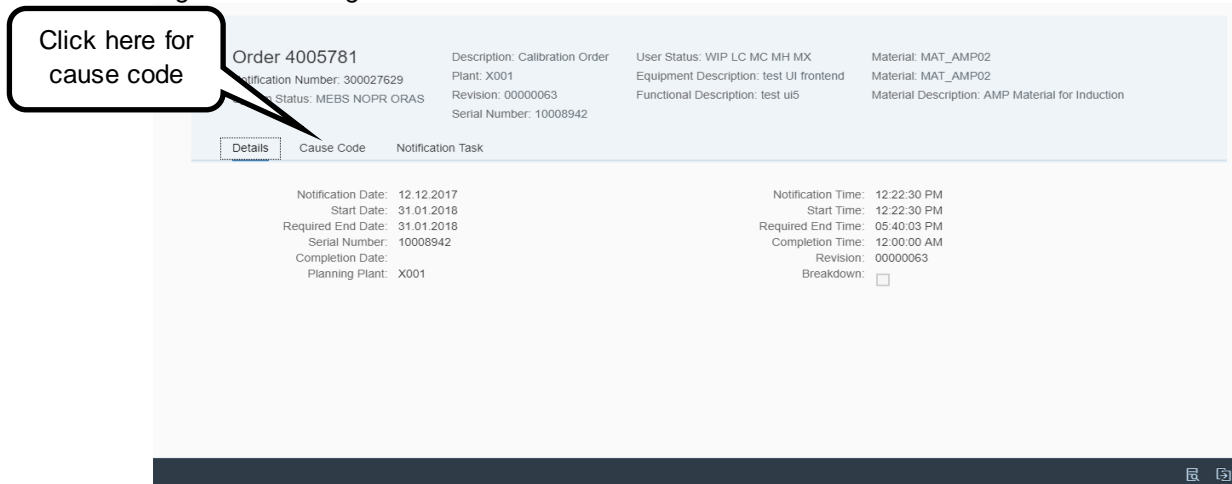 Click here for
cause code
Order 4005781
Notification Number: 300027629
Status: MEBS NOPR ORAS
Description: Calibration Order
Plant: X001
Revision: 00000063
Serial Number: 10008942
User Status: WIP LC MC MH MX
Equipment Description: test UI frontend
Functional Description: test ui5
Material: MAT_AMP02
Material: MAT_AMP02
Material Description: AMP Material for Induction
Details Cause Code Notification Task
Notification Date: 12.12.2017
Start Date: 31.01.2018
Required End Date: 31.01.2018
Serial Number: 10008942
Completion Date:
Planning Plant: X001
Notification Time: 12:22:30 PM
Start Time: 12:22:30 PM
Required End Time: 05:40:03 PM
Completion Time: 12:00:00 AM
Revision: 00000063
Breakdown: